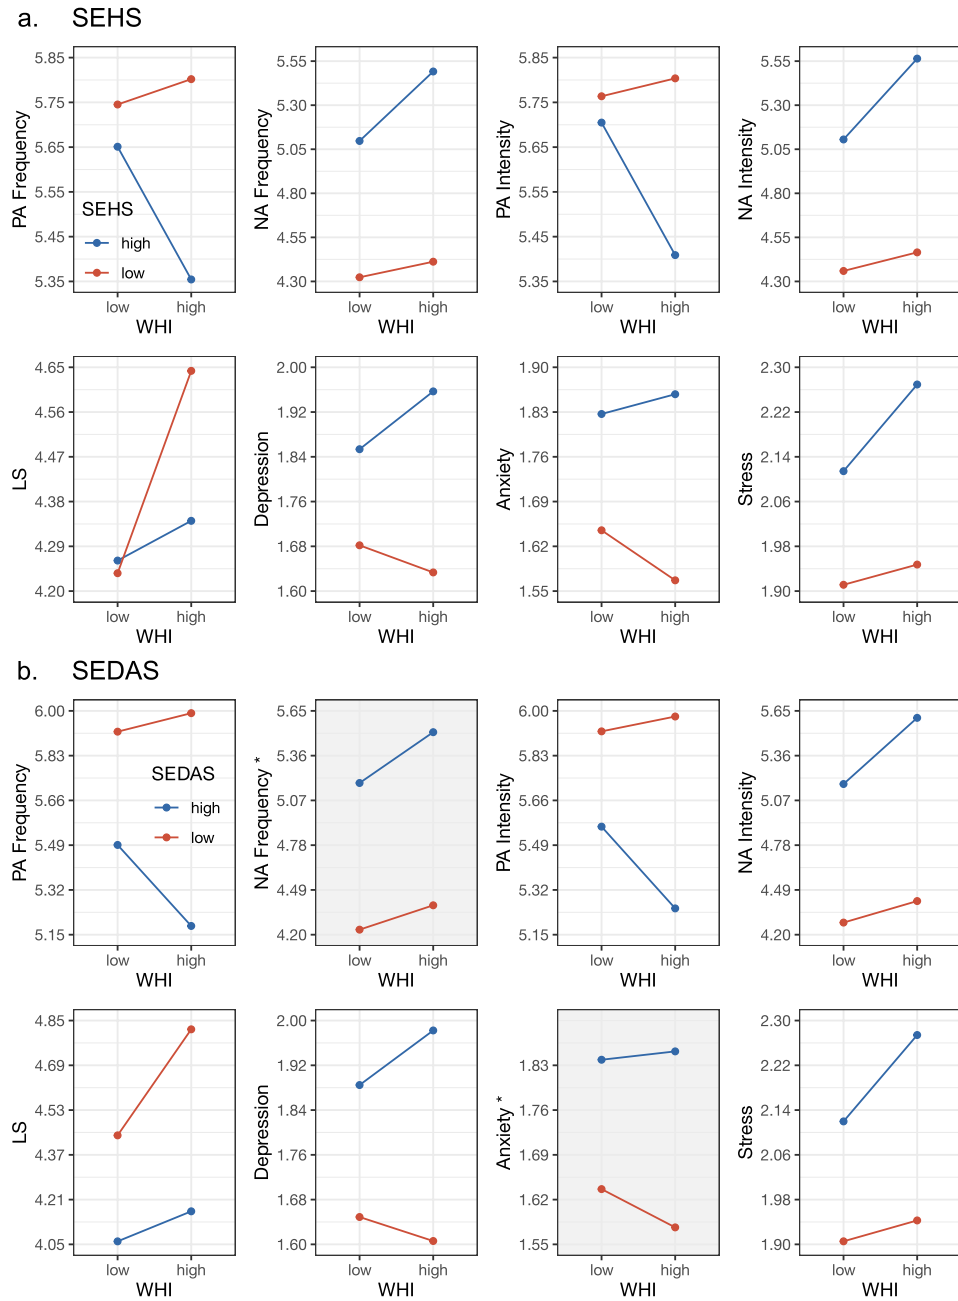 a. SEHS
PA Frequency
5.85
5.75
5.65
5.55
5.45
5.35
SEHS
high
low
low high
WHI
NA Frequency
5.55
5.30
5.05
4.80
4.55
4.30
low high
WHI
PA Intensity
5.85
5.75
5.65
5.55
5.45
5.35
low high
WHI
NA Intensity
5.55
5.30
5.05
4.80
4.55
4.30
low high
WHI
LS
4.65
4.56
4.47
4.38
4.29
4.20
low high
WHI
Depression
2.00
1.92
1.84
1.76
1.68
1.60
low high
WHI
Anxiety
1.90
1.83
1.76
1.69
1.62
1.55
low high
WHI
Stress
2.30
2.22
2.14
2.06
1.98
1.90
low high
WHI
b. SEDAS
PA Frequency
6.00
5.83
5.66
5.49
5.32
5.15
SEDAS
high
low
low high
WHI
NA Frequency *
5.65
5.36
5.07
4.78
4.49
4.20
low high
WHI
PA Intensity
6.00
5.83
5.66
5.49
5.32
5.15
low high
WHI
NA Intensity
5.65
5.36
5.07
4.78
4.49
4.20
low high
WHI
LS
4.85
4.69
4.53
4.37
4.21
4.05
low high
WHI
Depression
2.00
1.92
1.84
1.76
1.68
1.60
low high
WHI
Anxiety *
1.83
1.76
1.69
1.62
1.55
low high
WHI
Stress
2.30
2.22
2.14
2.06
1.98
1.90
low high
WHI